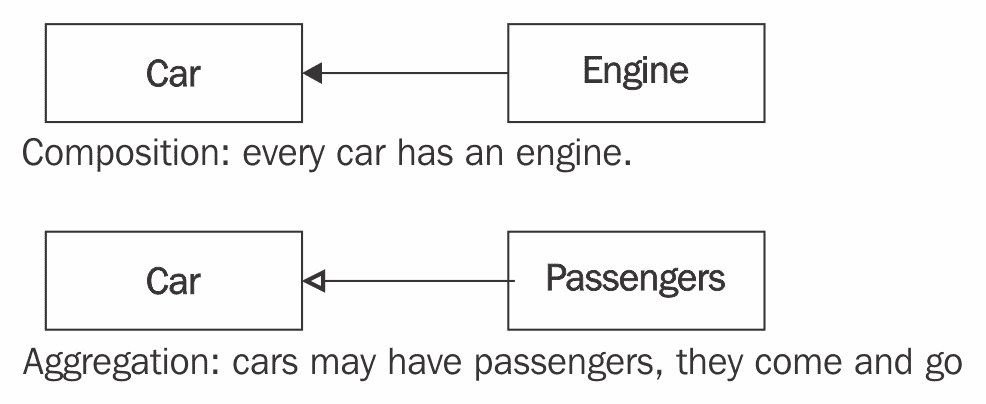 Car Engine
Composition: every car has an engine.
Car Passengers
Aggregation: cars may have passengers, they come and go